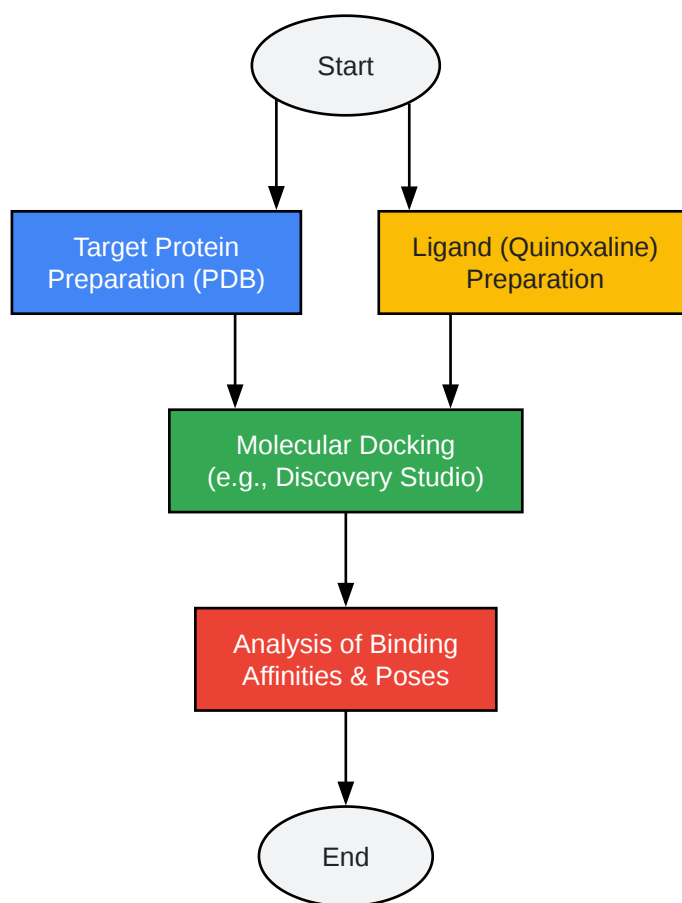 Start
Target Protein
Preparation (PDB)
Ligand (Quinoxaline)
Preparation
Molecular Docking
(e.g., Discovery Studio)
Analysis of Binding
Affinities & Poses
End